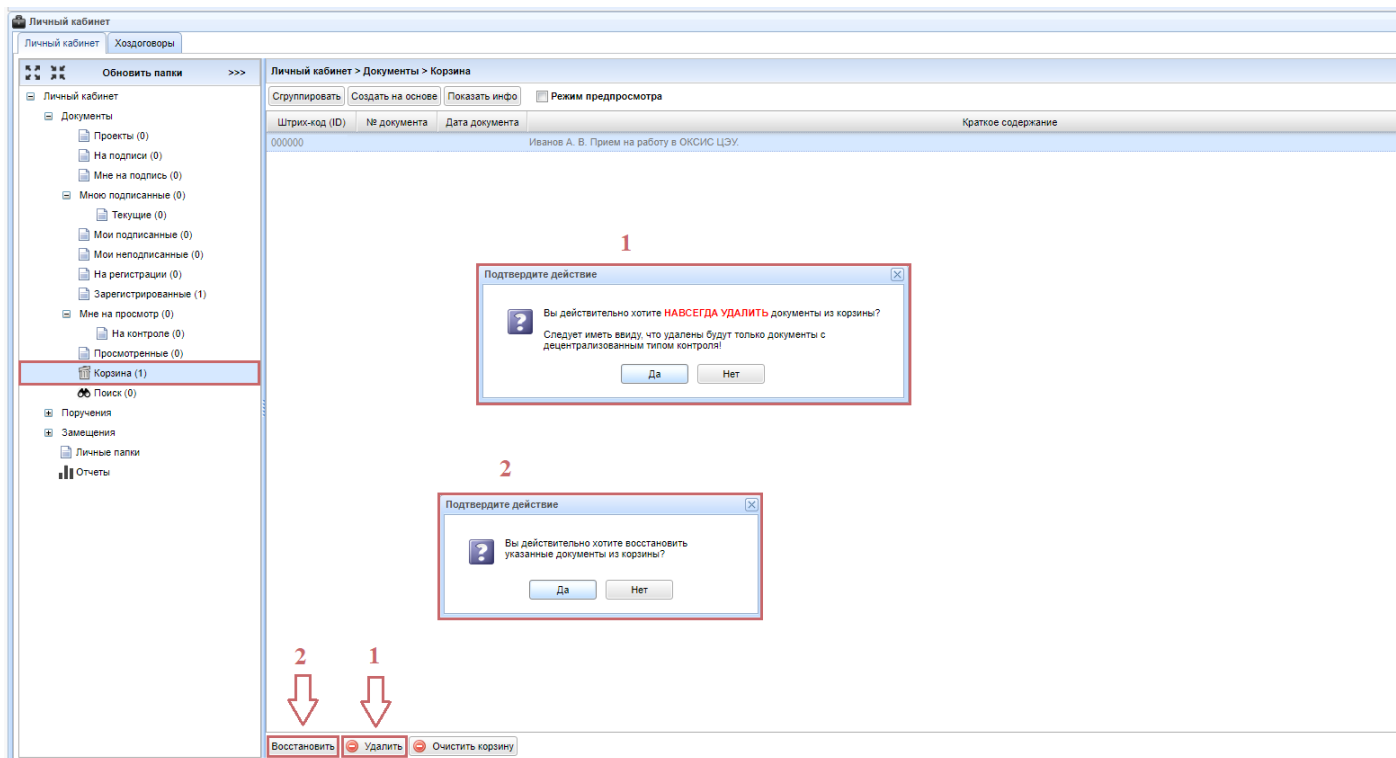 Личный кабинет
Личный кабинет Хоздоговоры
Обновить папки >>>
Личный кабинет
Документы
Проекты (0)
На подписи (0)
Мне на подпись (0)
Мною подписанные (0)
Текущие (0)
Мои подписанные (0)
Мои неподписанные (0)
На регистрации (0)
Зарегистрированные (1)
Мне на просмотр (0)
На контроле (0)
Просмотренные (0)
Корзина (1)
Поиск (0)
Поручения
Замещения
Личные папки
Отчеты
Личный кабинет > Документы > Корзина
Сгруппировать Создать на основе Показать инфо Режим предпросмотра
Штрих-код (ID) № документа Дата документа Краткое содержание
000000 Иванов А. В. Прием на работу в ОКСИС ЦЭУ.
1
Подтвердите действие
Вы действительно хотите НАВСЕГДА УДАЛИТЬ документы из корзины?
Следует иметь ввиду, что удалены будут только документы с
децентрализованным типом контроля!
Да Нет
2
Подтвердите действие
Вы действительно хотите восстановить
указанные документы из корзины?
Да Нет
2 1
Восстановить Удалить Очистить корзину